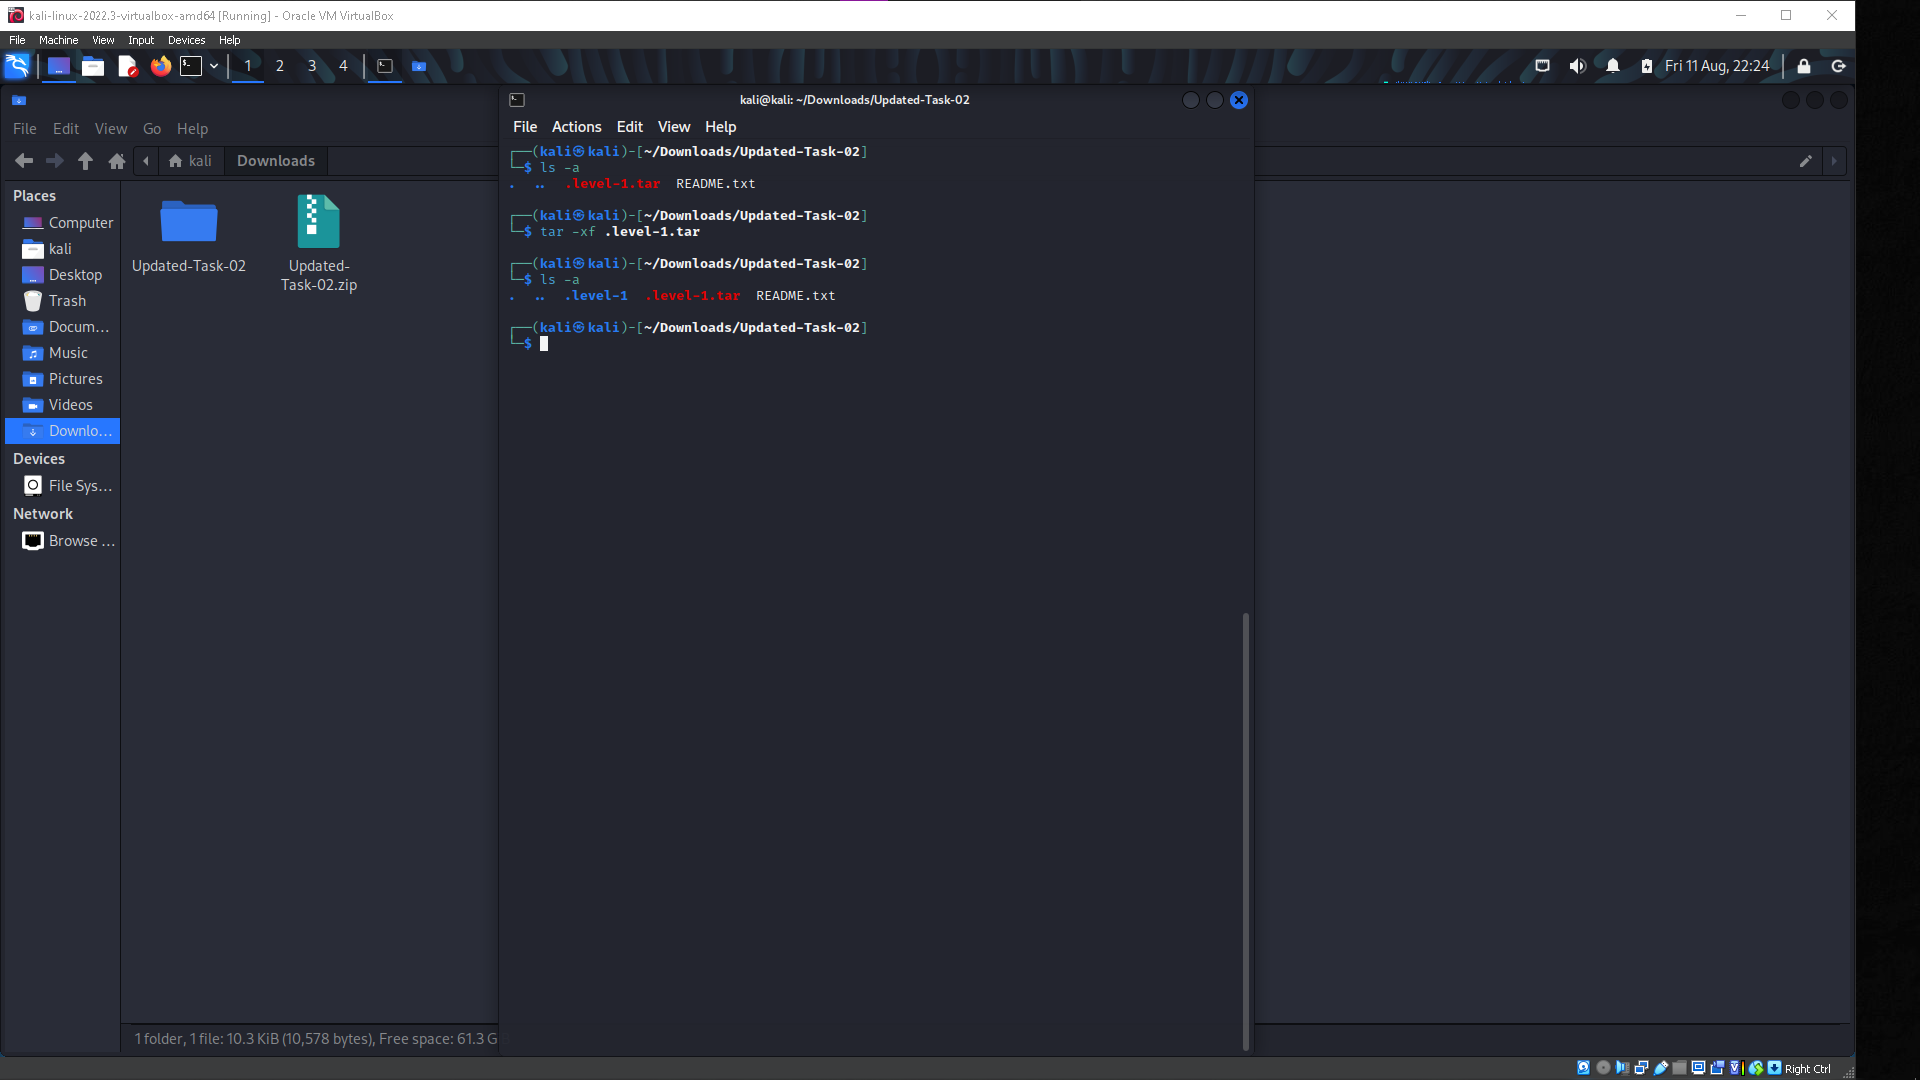 kali-linux-2022.3-virtualbox-amd64 [Running] - Oracle VM VirtualBox
File Machine View Input Devices Help
1 2 3 4
Fri 11 Aug, 22:24
kali@kali: ~/Downloads/Updated-Task-02
File Edit View Go Help
kali Downloads
Places
Computer
kali
Desktop
Trash
Docum...
Music
Pictures
Videos
Downlo...
Devices
File Sys...
Network
Browse ...
Updated-Task-02
Updated-
Task-02.zip
1 folder, 1 file: 10.3 KiB (10,578 bytes), Free space: 61.3 G
File Actions Edit View Help
┌──(kali㉿kali)-[~/Downloads/Updated-Task-02]
└─$ ls -a
. .. .level-1.tar README.txt
┌──(kali㉿kali)-[~/Downloads/Updated-Task-02]
└─$ tar -xf .level-1.tar
┌──(kali㉿kali)-[~/Downloads/Updated-Task-02]
└─$ ls -a
. .. .level-1 .level-1.tar README.txt
┌──(kali㉿kali)-[~/Downloads/Updated-Task-02]
└─$
Right Ctrl